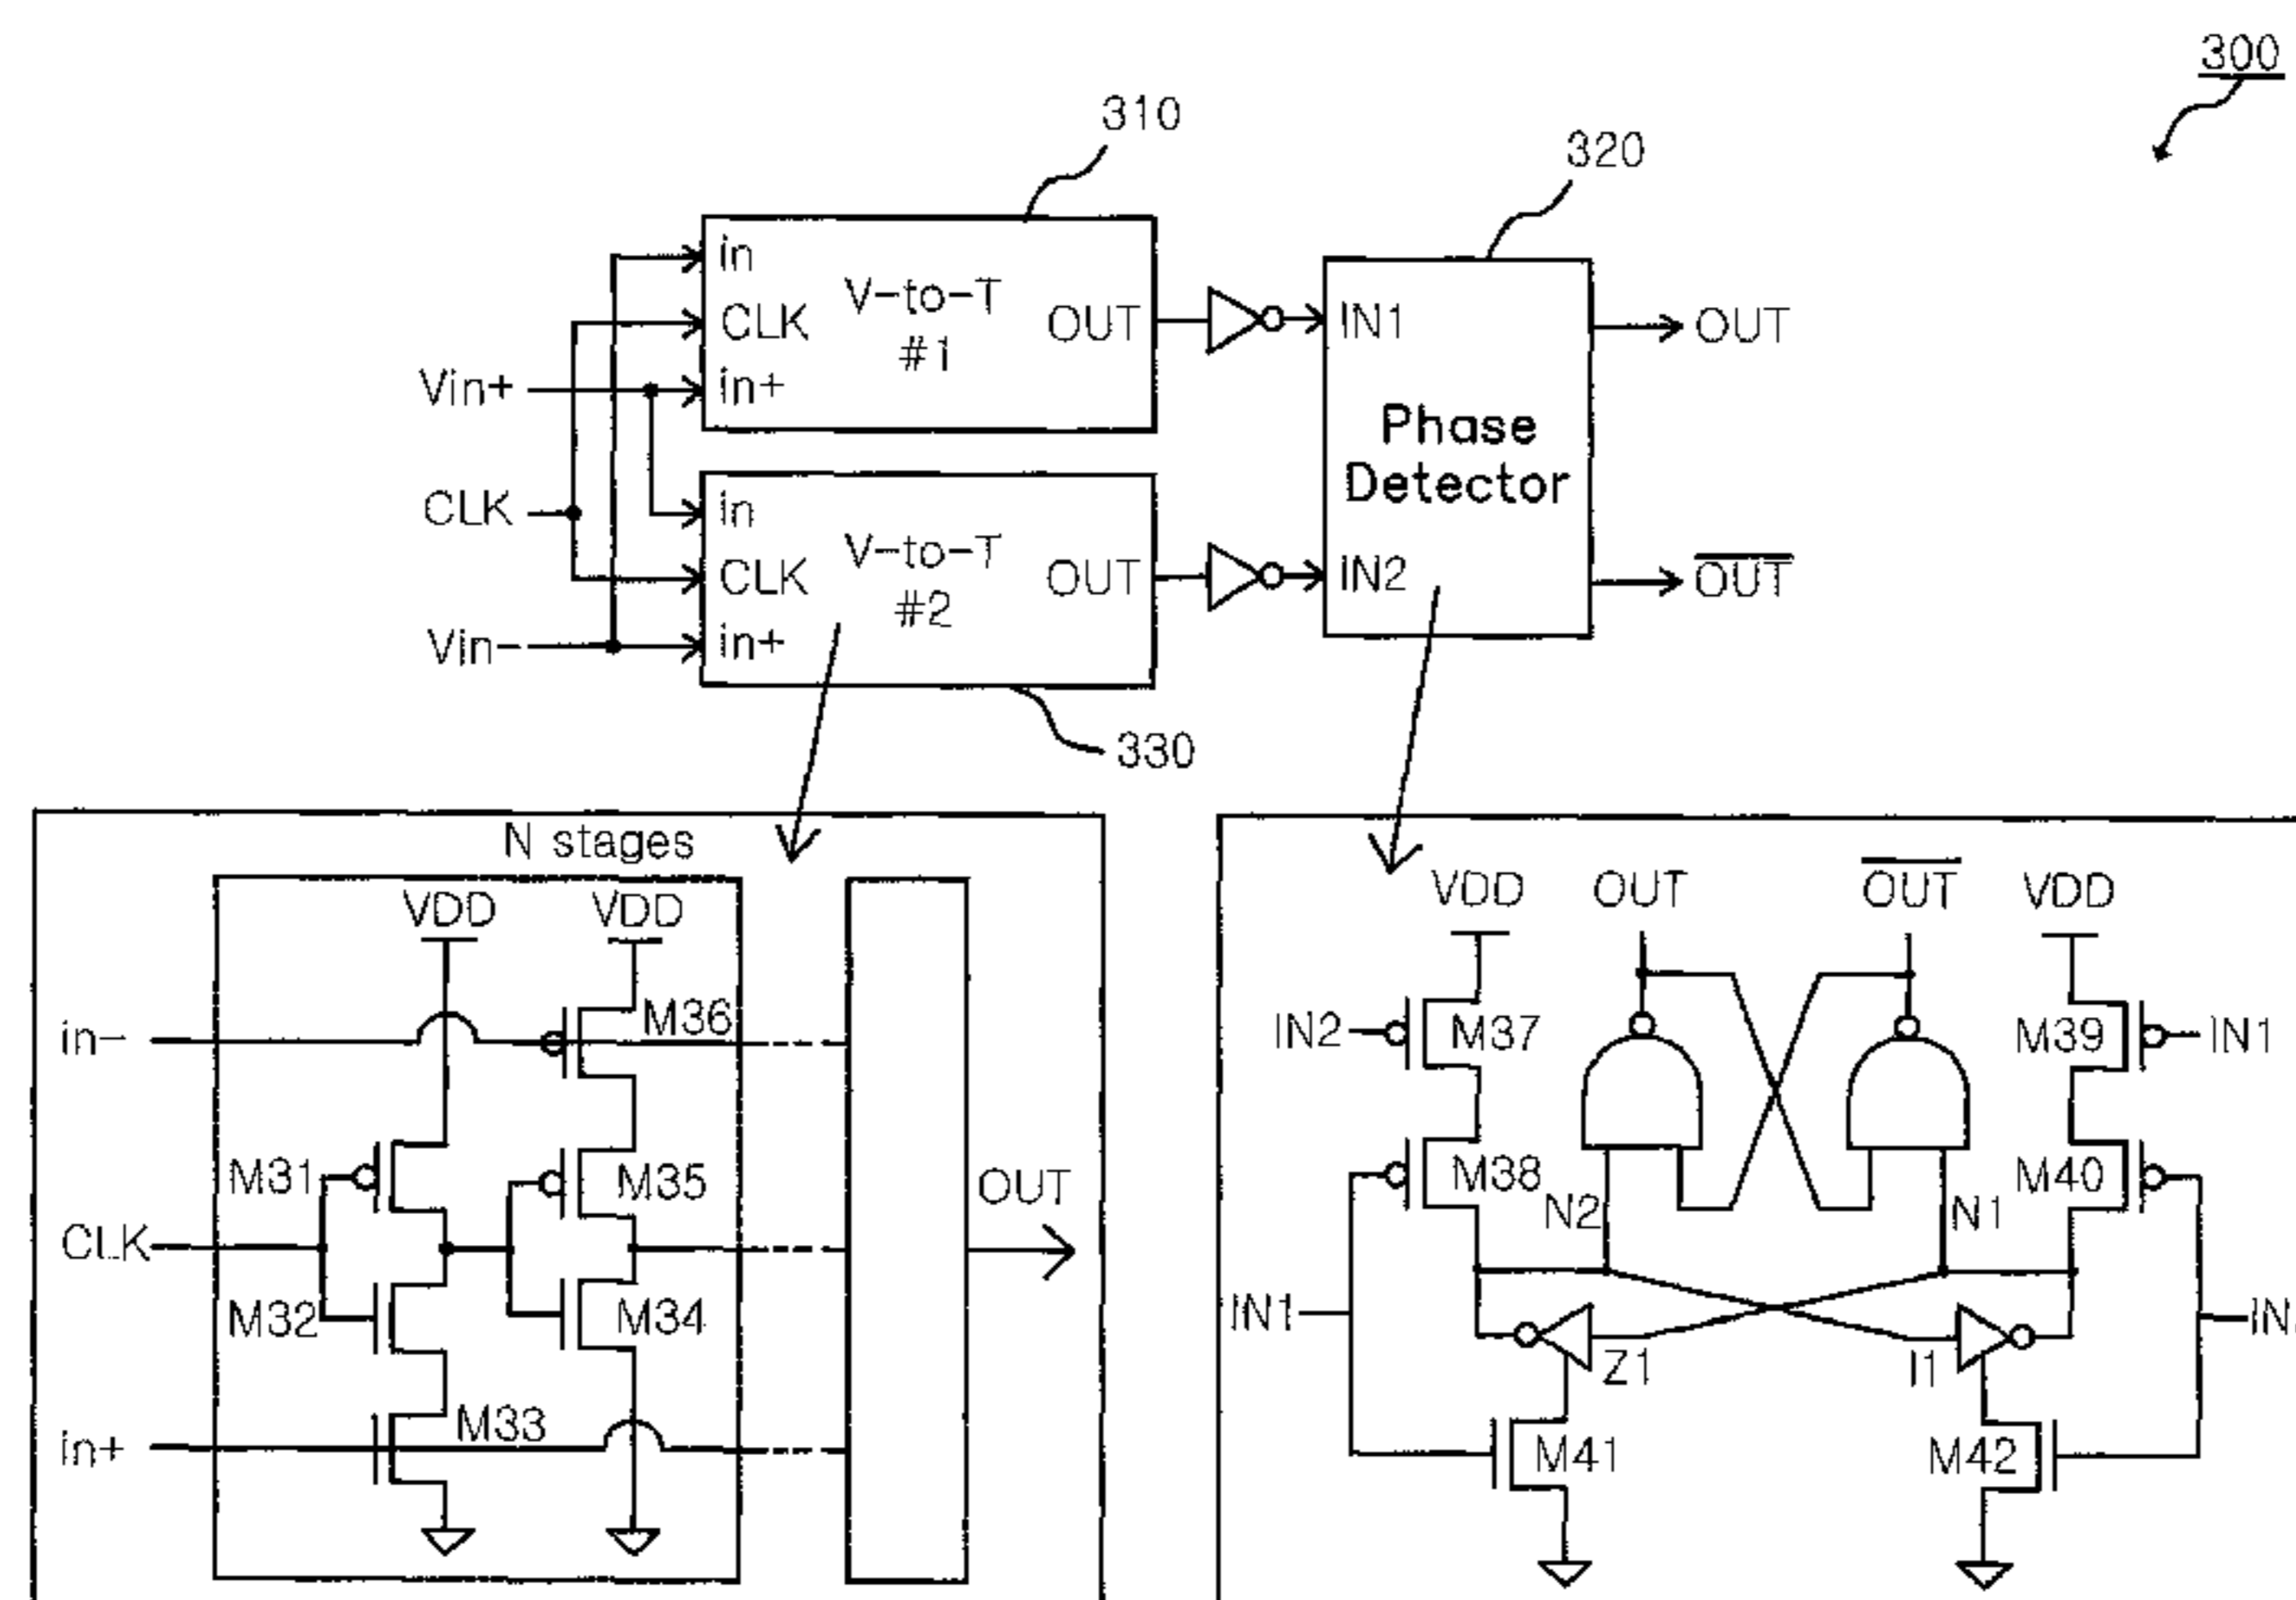 300
310
320
in
CLK
in+
V-to-T
#1
OUT
IN1
OUT
Vin+
Phase
Detector
CLK
in
CLK
in+
V-to-T
#2
OUT
IN2
OUT
Vin-
330
N stages
VDD
VDD
in-
M36
M31
M35
CLK
M32
M34
in+
M33
OUT
VDD
OUT
OUT
VDD
IN2
M37
M39
IN1
M38
M40
N2
N1
IN1
Z1
I1
IN
M41
M42